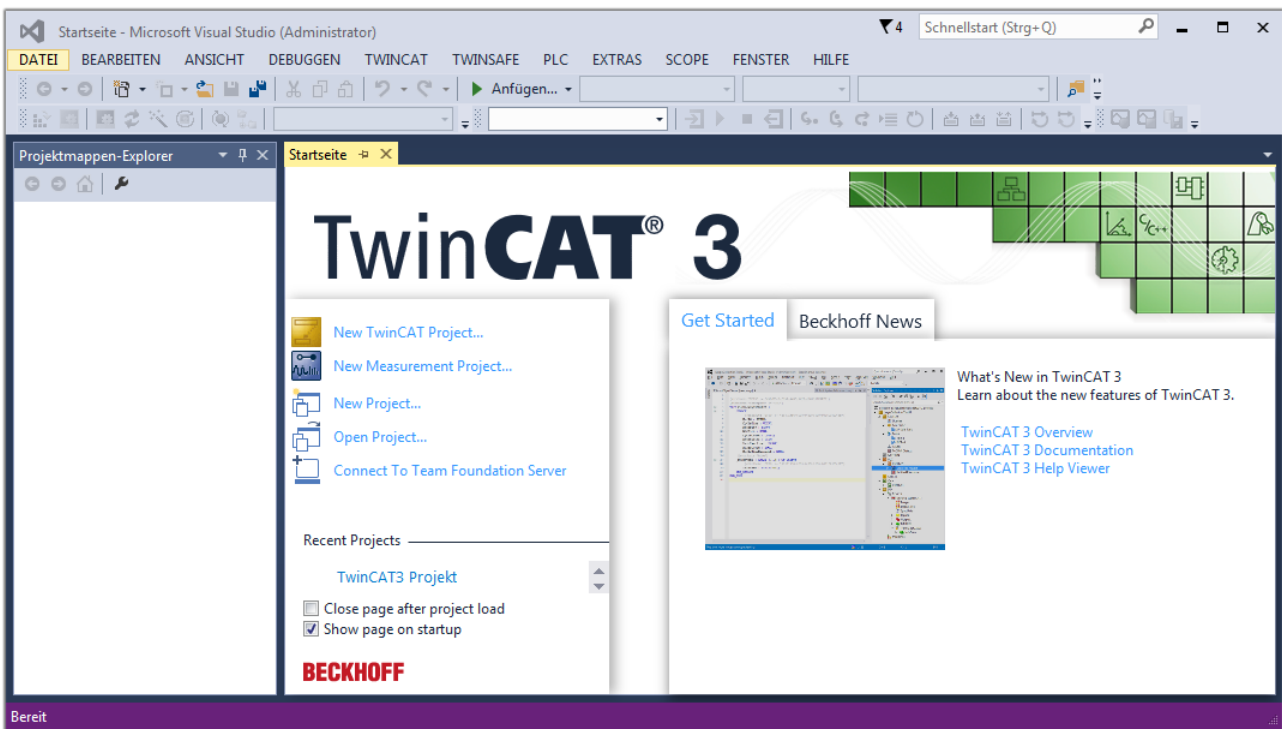 Startseite - Microsoft Visual Studio (Administrator)
4
Schnellstart (Strg+Q)
DATEI BEARBEITEN ANSICHT DEBUGGEN TWINCAT TWINSAFE PLC EXTRAS SCOPE FENSTER HILFE
Anfügen...
Projektmappen-Explorer
Startseite
TwinCAT® 3
C/C++
New TwinCAT Project...
New Measurement Project...
New Project...
Open Project...
Connect To Team Foundation Server
Recent Projects
TwinCAT3 Projekt
Close page after project load
Show page on startup
BECKHOFF
Get Started
Beckhoff News
What's New in TwinCAT 3
Learn about the new features of TwinCAT 3.
TwinCAT 3 Overview
TwinCAT 3 Documentation
TwinCAT 3 Help Viewer
Bereit